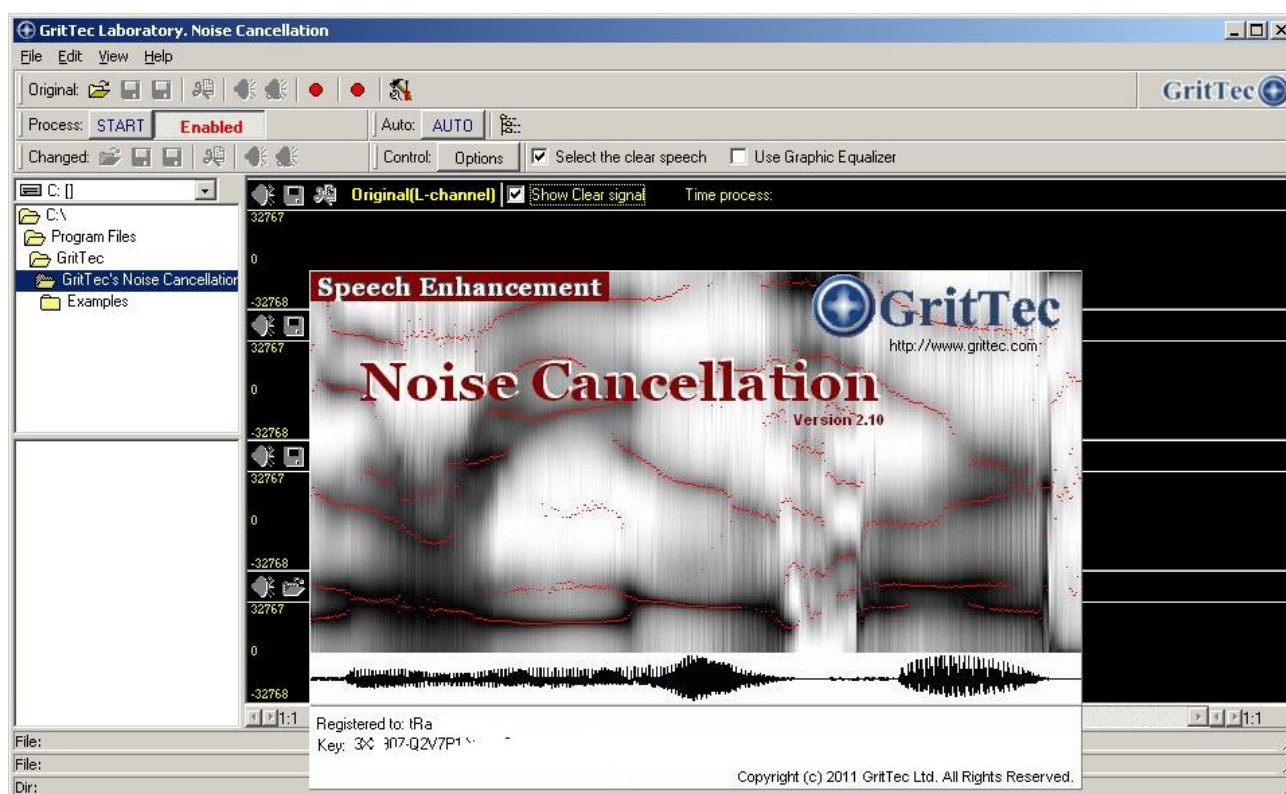 GritTec Laboratory. Noise Cancellation
File Edit View Help
Original:
GritTec
Process: START Enabled Auto: AUTO
Changed: Control: Options Select the clear speech Use Graphic Equalizer
C: []
C:\
Program Files
GritTec
GritTec's Noise Cancellation
Examples
Original(L-channel) Show Clear signal Time process:
32767
0
-32768
32767
0
-32768
32767
0
-32768
32767
0
-32768
1:1
1:1
Speech Enhancement
GritTec
http://www.grittec.com
Noise Cancellation
Version 2.10
Registered to: tRa
Key:
Copyright (c) 2011 GritTec Ltd. All Rights Reserved.
File:
File:
Dir: